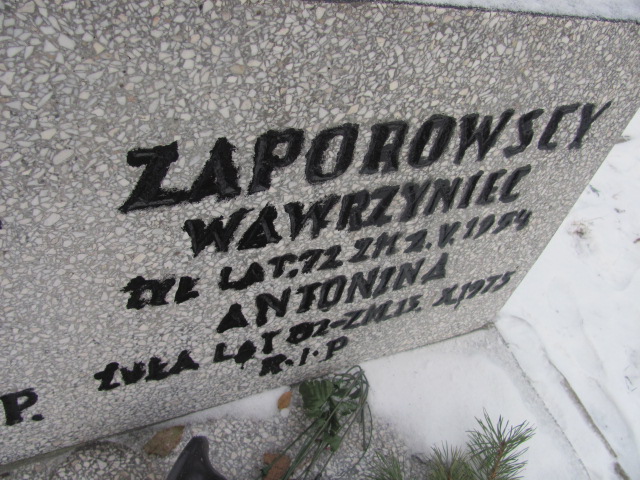 ZAPOROWSCY
WAWRZYNIEC
ŻYŁ LAT. 72 ZM 2. V. 1954
ANTONINA
ŻYŁA LAT 82-ZM. 15. X. 1975
R. I. P
P.